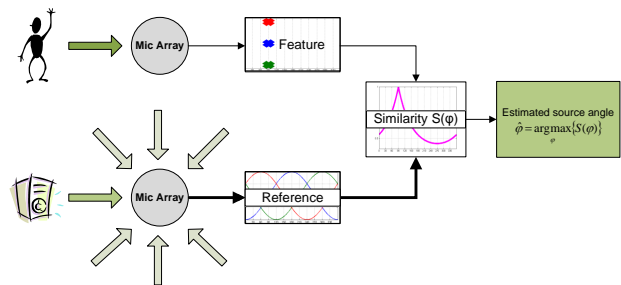 Mic Array
Feature
Similarity S(φ)
Estimated source angle
φ̂ = argmax{S(φ)}
φ
Mic Array
Reference